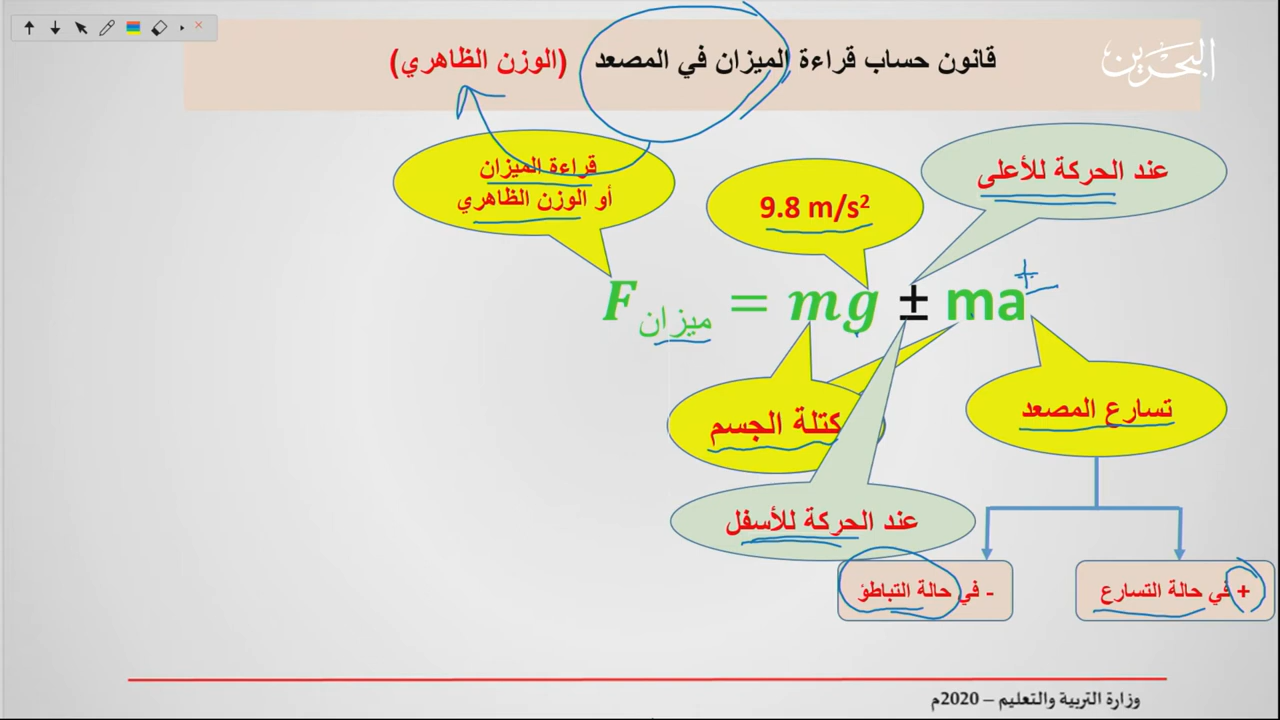 قانون حساب قراءة الميزان في المصعد (الوزن الظاهري)
البحرين
عند الحركة للأعلى
9.8 m/s²
قراءة الميزان
أو الوزن الظاهري
F ميزان = mg ± ma
+
تسارع المصعد
كتلة الجسم
عند الحركة للأسفل
+ في حالة التسارع
- في حالة التباطؤ
وزارة التربية والتعليم – 2020م